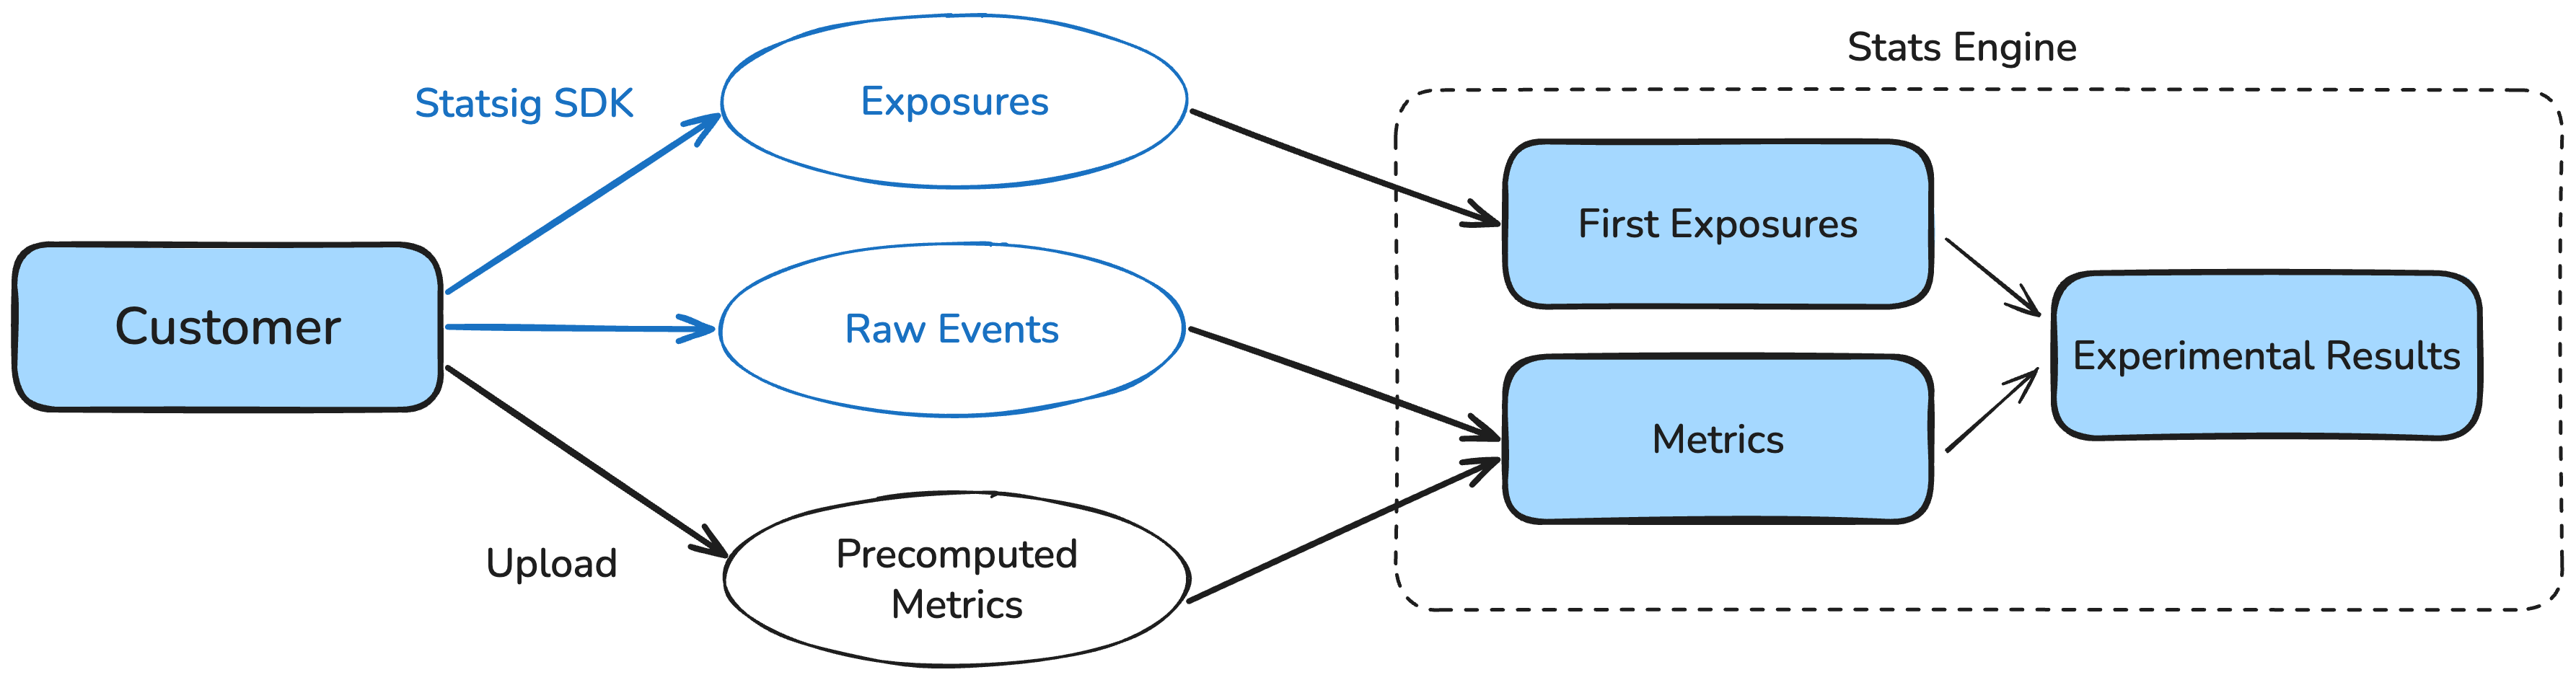 Stats Engine
Statsig SDK
Exposures
First Exposures
Customer
Raw Events
Experimental Results
Metrics
Upload
Precomputed
Metrics